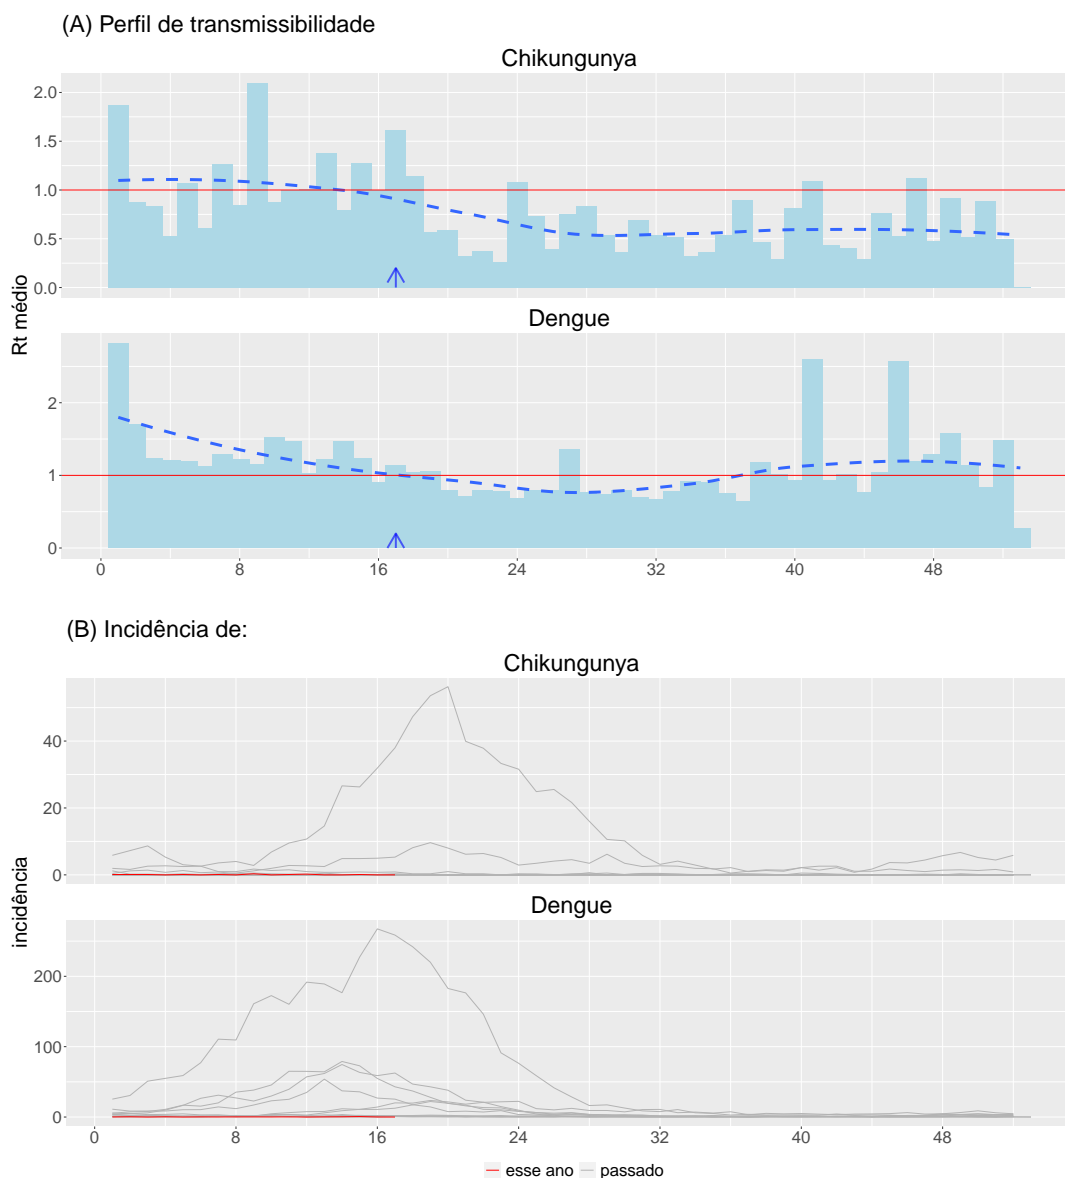 (A) Perfil de transmissibilidade
Chikungunya
2.0
1.5
1.0
0.5
0.0
Rt médio
Dengue
2
1
0
0 8 16 24 32 40 48
(B) Incidência de:
Chikungunya
40
20
0
incidência
Dengue
200
100
0
0 8 16 24 32 40 48
esse ano passado